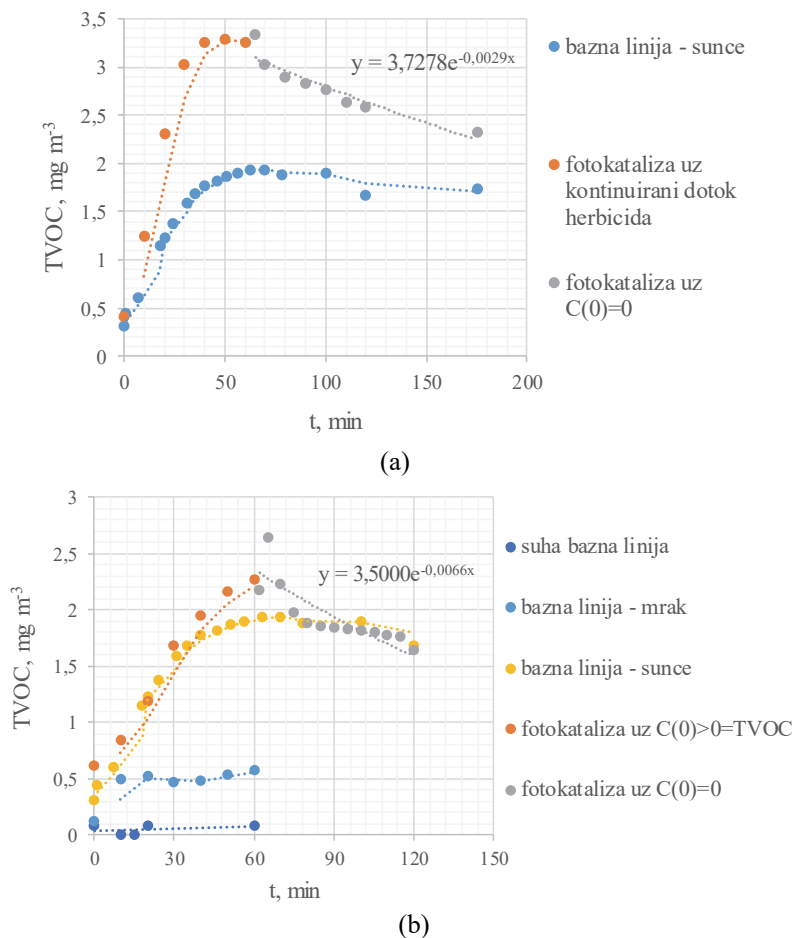 3,5
3
2,5
2
1,5
1
0,5
0
TVOC, mg m⁻³
y = 3,7278e⁻⁰,⁰⁰²⁹ˣ
0 50 100 150 200
t, min
bazna linija - sunce
fotokataliza uz
kontinuirani dotok
herbicida
fotokataliza uz
C(0)=0
(a)
3
2,5
2
1,5
1
0,5
0
TVOC, mg m⁻³
y = 3,5000e⁻⁰,⁰⁰⁶⁶ˣ
0 30 60 90 120 150
t, min
suha bazna linija
bazna linija - mrak
bazna linija - sunce
fotokataliza uz C(0)>0=TVOC
fotokataliza uz C(0)=0
(b)